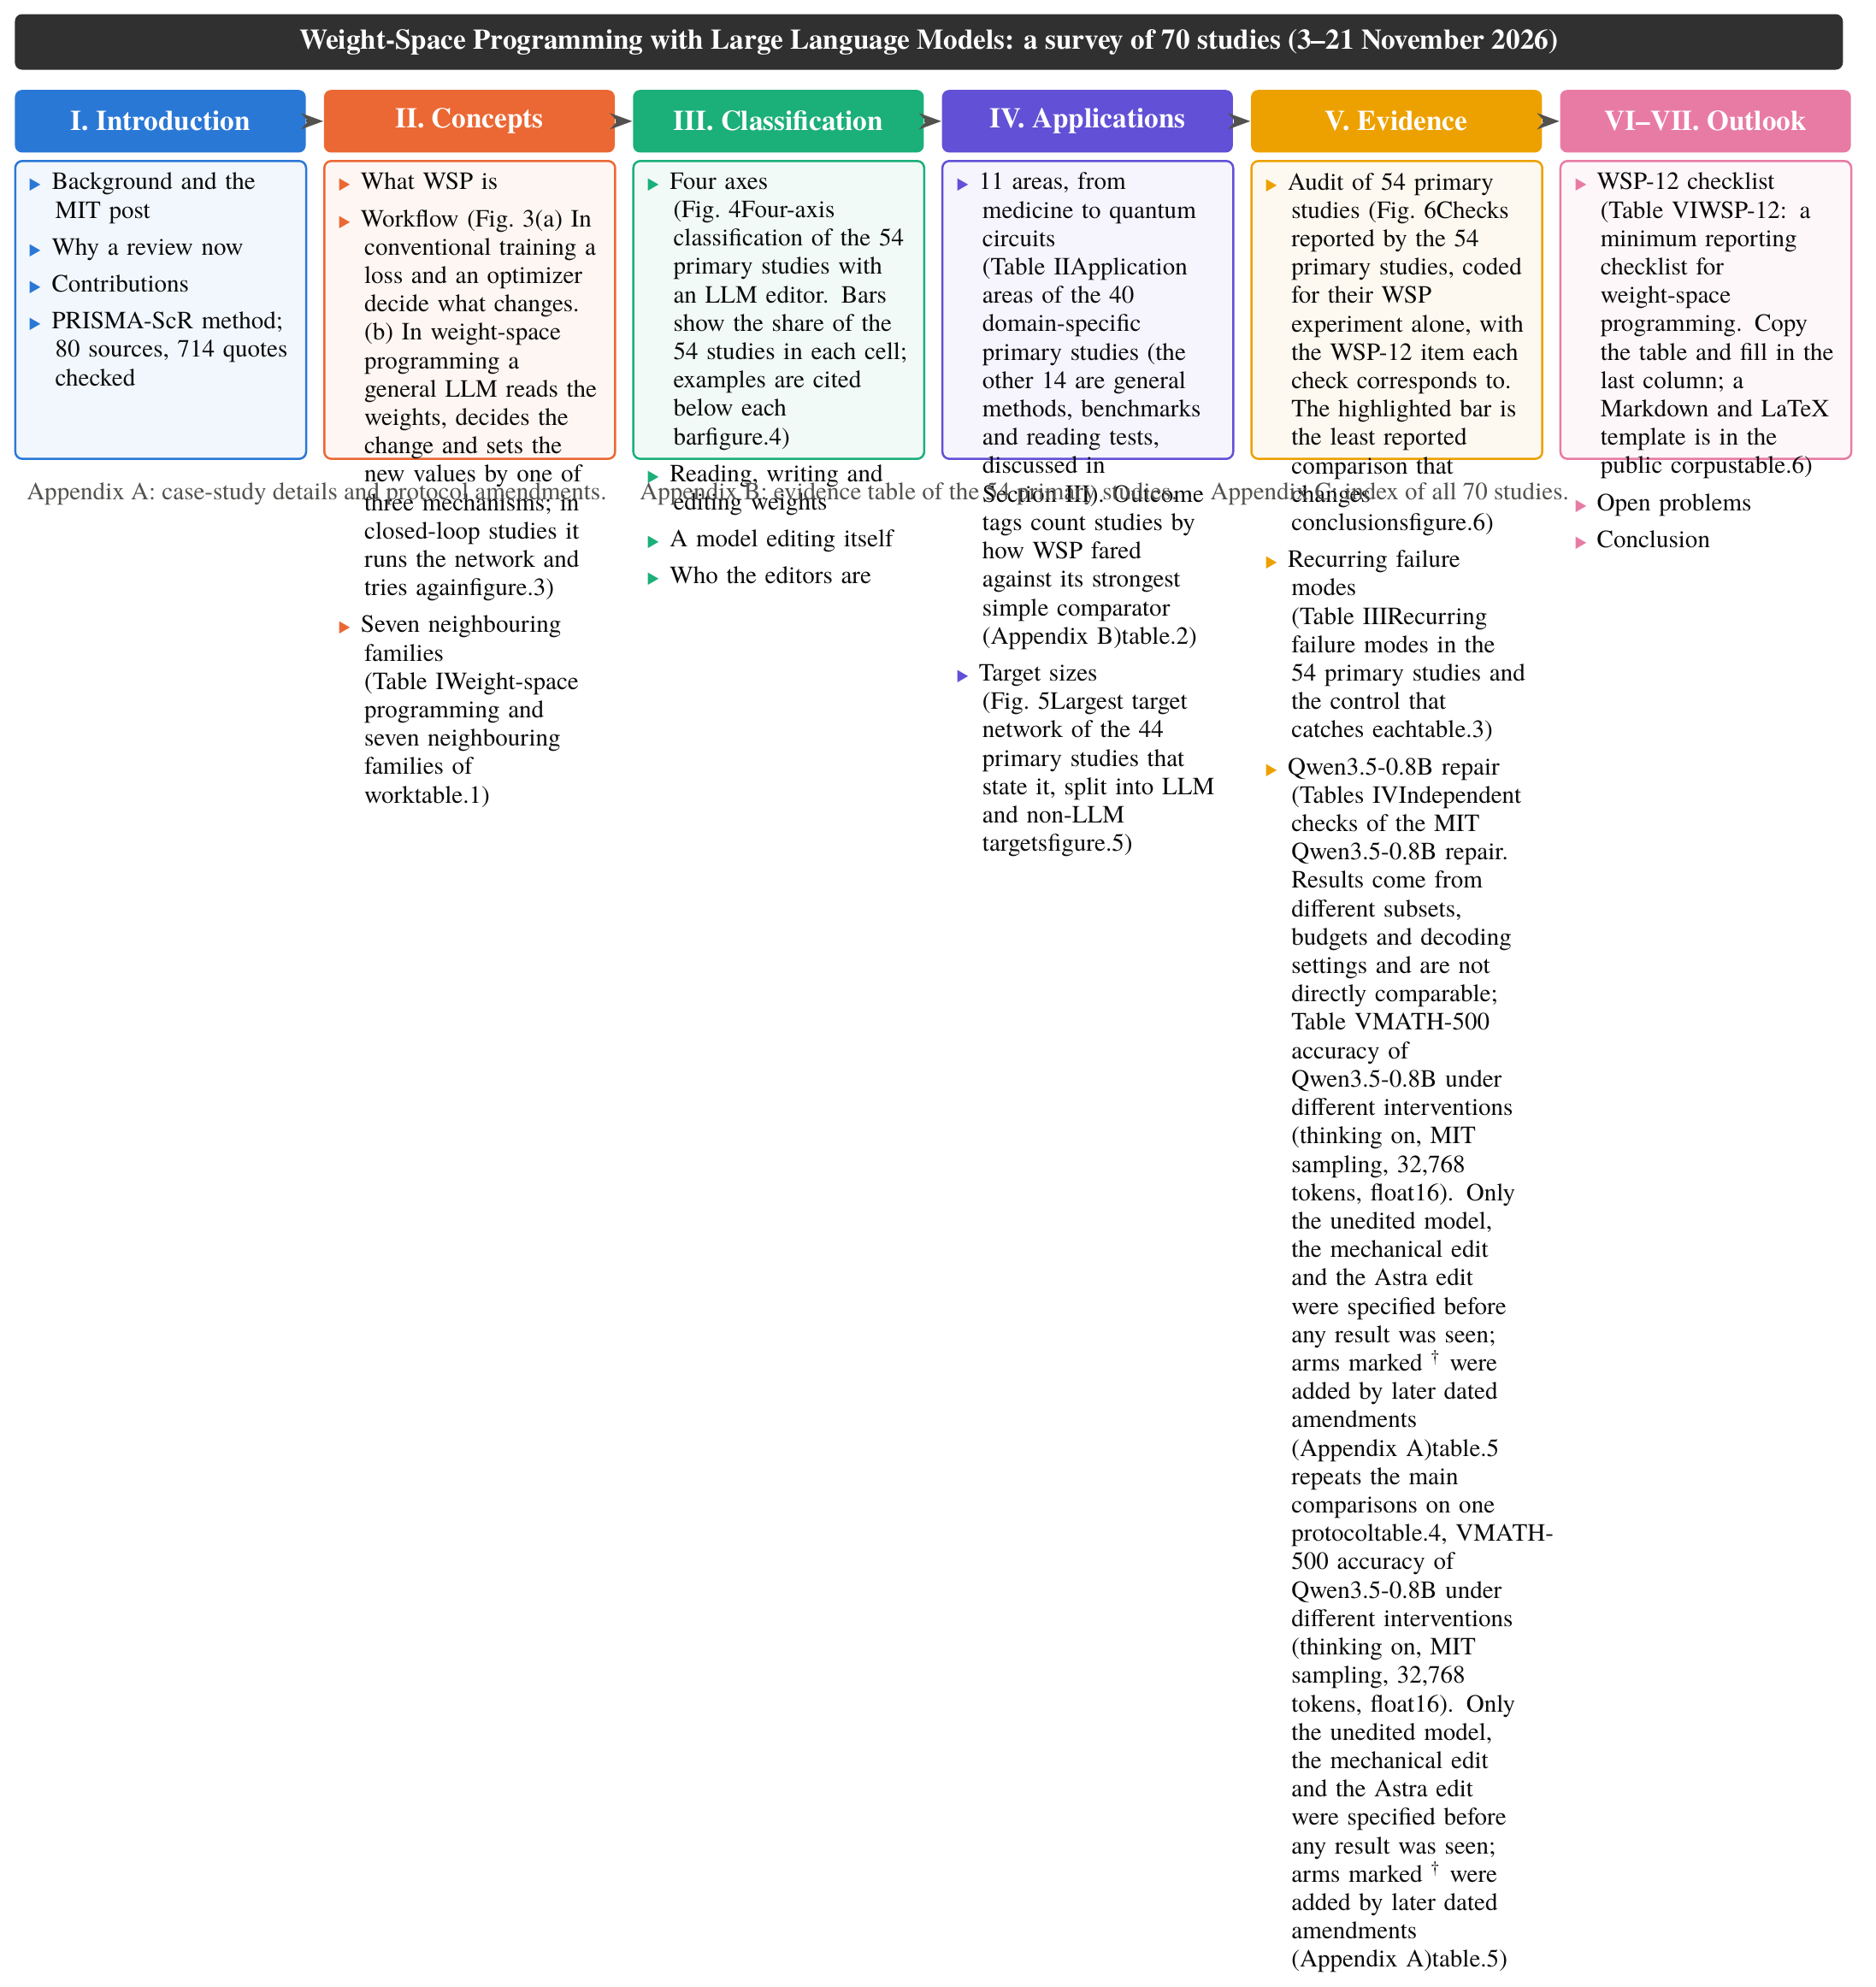 Weight-Space Programming with Large Language Models: a survey of 70 studies (3–21 November 2026)
I. Introduction
Background and the
MIT post
Why a review now
Contributions
PRISMA-ScR method;
80 sources, 714 quotes
checked
II. Concepts
What WSP is
Workflow (Fig. 3(a) In
conventional training a
loss and an optimizer
decide what changes.
(b) In weight-space
programming a
general LLM reads the
weights, decides the
change and sets the
new values by one of
three mechanisms; in
closed-loop studies it
runs the network and
tries againfigure.3)
Seven neighbouring
families
(Table IWeight-space
programming and
seven neighbouring
families of
worktable.1)
III. Classification
Four axes
(Fig. 4Four-axis
classification of the 54
primary studies with
an LLM editor. Bars
show the share of the
54 studies in each cell;
examples are cited
below each
barfigure.4)
Reading, writing and
editing weights
A model editing itself
Who the editors are
IV. Applications
11 areas, from
medicine to quantum
circuits
(Table IIApplication
areas of the 40
domain-specific
primary studies (the
other 14 are general
methods, benchmarks
and reading tests,
discussed in
Section III). Outcome
tags count studies by
how WSP fared
against its strongest
simple comparator
(Appendix B)table.2)
Target sizes
(Fig. 5Largest target
network of the 44
primary studies that
state it, split into LLM
and non-LLM
targetsfigure.5)
V. Evidence
Audit of 54 primary
studies (Fig. 6Checks
reported by the 54
primary studies, coded
for their WSP
experiment alone, with
the WSP-12 item each
check corresponds to.
The highlighted bar is
the least reported
comparison that
changes
conclusionsfigure.6)
Recurring failure
modes
(Table IIIRecurring
failure modes in the
54 primary studies and
the control that
catches eachtable.3)
Qwen3.5-0.8B repair
(Tables IVIndependent
checks of the MIT
Qwen3.5-0.8B repair.
Results come from
different subsets,
budgets and decoding
settings and are not
directly comparable;
Table VMATH-500
accuracy of
Qwen3.5-0.8B under
different interventions
(thinking on, MIT
sampling, 32,768
tokens, float16). Only
the unedited model,
the mechanical edit
and the Astra edit
were specified before
any result was seen;
arms marked † were
added by later dated
amendments
(Appendix A)table.5
repeats the main
comparisons on one
protocoltable.4, VMATH-
500 accuracy of
Qwen3.5-0.8B under
different interventions
(thinking on, MIT
sampling, 32,768
tokens, float16). Only
the unedited model,
the mechanical edit
and the Astra edit
were specified before
any result was seen;
arms marked † were
added by later dated
amendments
(Appendix A)table.5)
VI–VII. Outlook
WSP-12 checklist
(Table VIWSP-12: a
minimum reporting
checklist for
weight-space
programming. Copy
the table and fill in the
last column; a
Markdown and LaTeX
template is in the
public corpustable.6)
Open problems
Conclusion
Appendix A: case-study details and protocol amendments. Appendix B: evidence table of the 54 primary studies. Appendix C: index of all 70 studies.